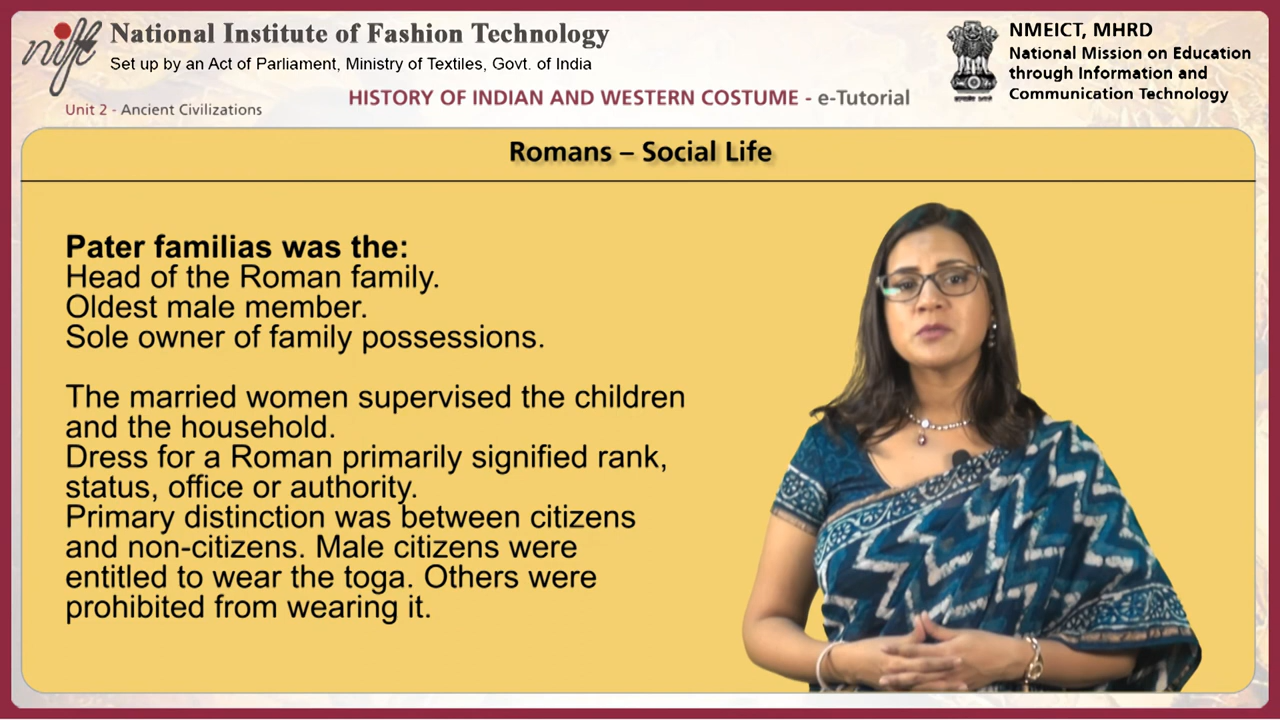 nift
National Institute of Fashion Technology
Set up by an Act of Parliament, Ministry of Textiles, Govt. of India
Unit 2 - Ancient Civilizations
HISTORY OF INDIAN AND WESTERN COSTUME - e-Tutorial
NMEICT, MHRD
National Mission on Education
through Information and
Communication Technology
Romans – Social Life
Pater familias was the:
Head of the Roman family.
Oldest male member.
Sole owner of family possessions.
The married women supervised the children
and the household.
Dress for a Roman primarily signified rank,
status, office or authority.
Primary distinction was between citizens
and non-citizens. Male citizens were
entitled to wear the toga. Others were
prohibited from wearing it.